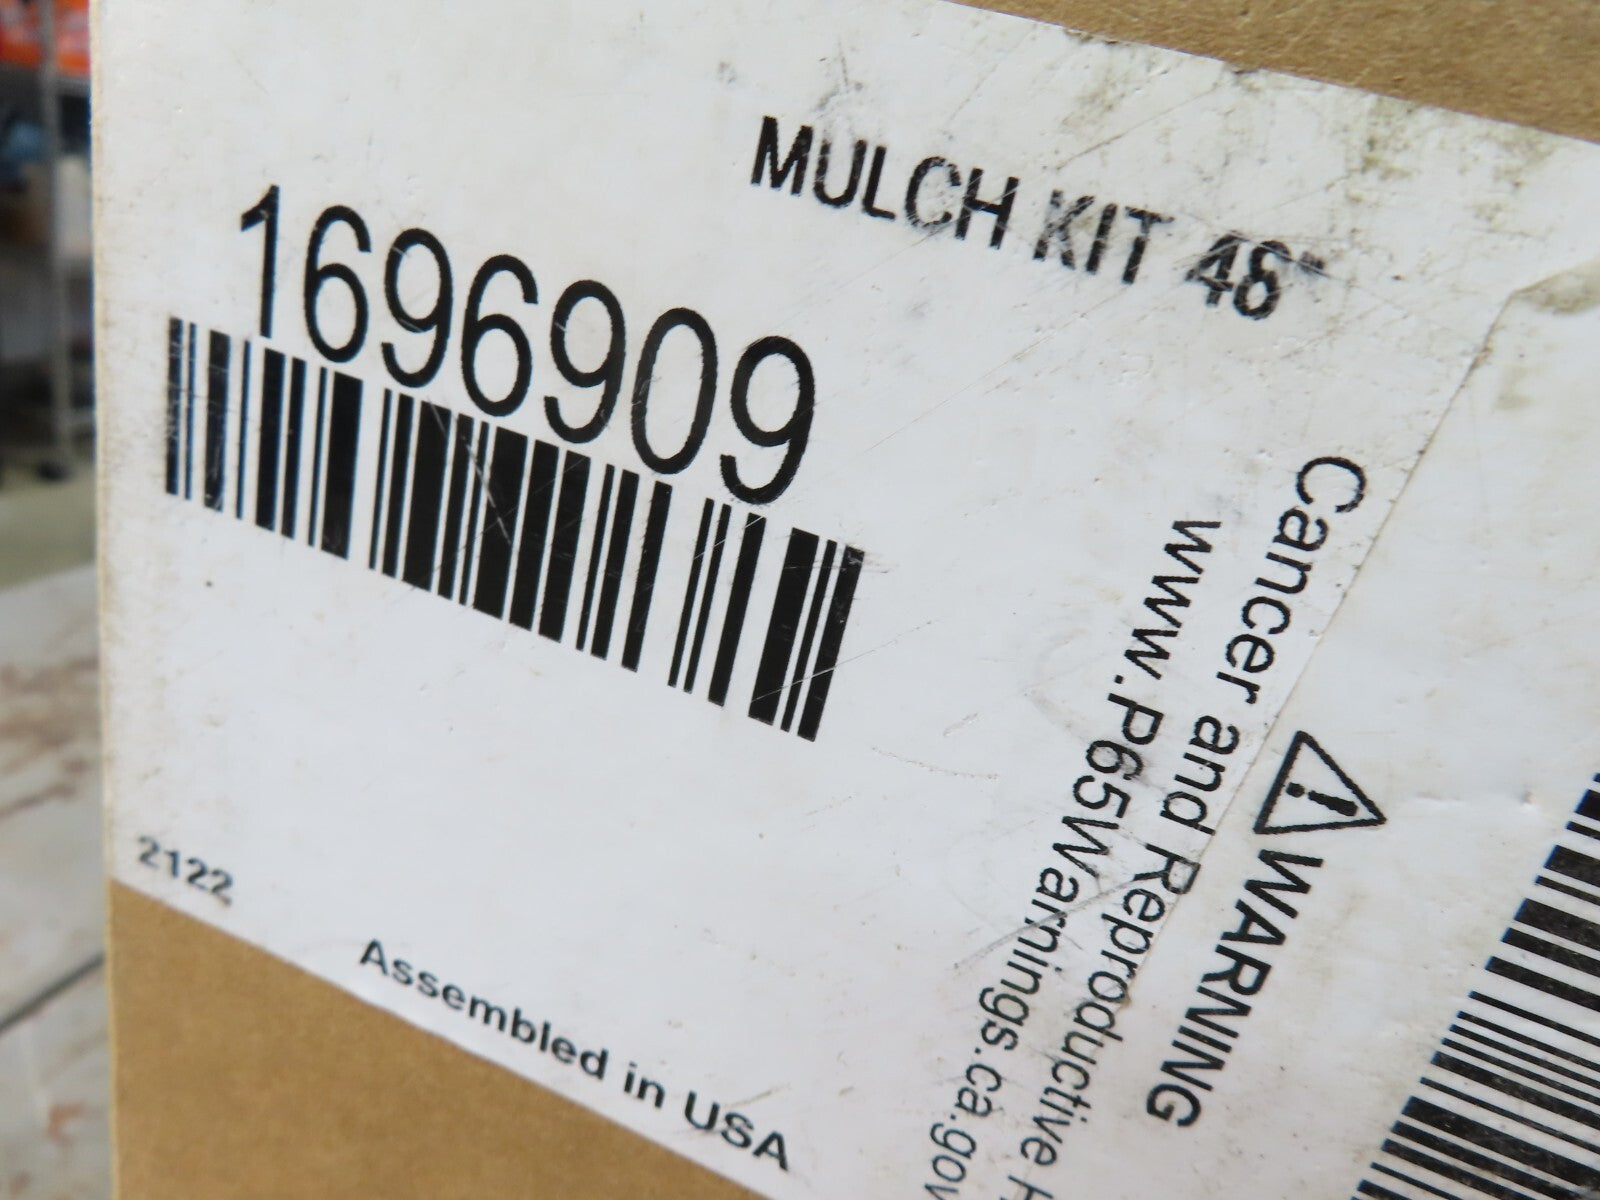 MULCH KIT 48"
1696909
2122
Assembled in USA
WARNING
Cancer and Reproductive
www.P65Warnings.ca.gov